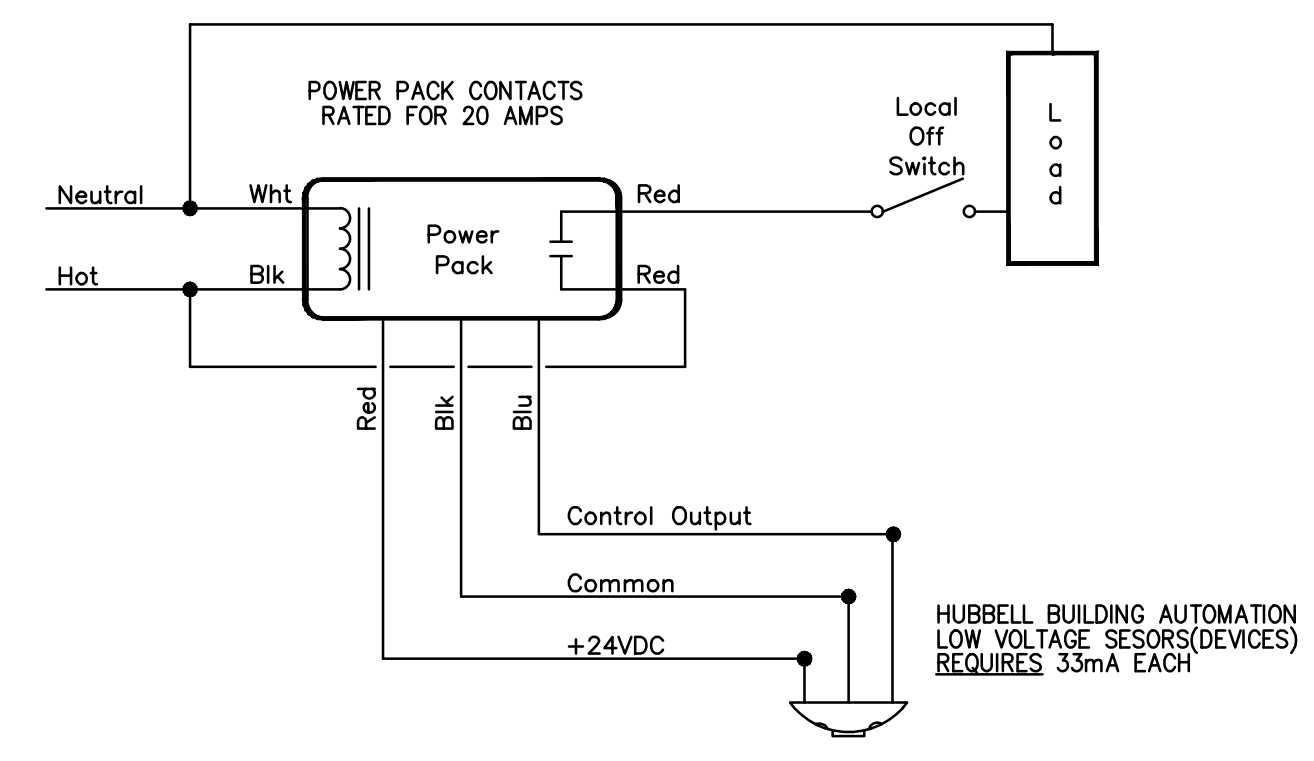 POWER PACK CONTACTS
RATED FOR 20 AMPS
Local
Off
Switch
Load
Neutral
Wht
Red
Power
Pack
Hot
Blk
Red
Red
Blk
Blu
Control Output
Common
+24VDC
HUBBELL BUILDING AUTOMATION
LOW VOLTAGE SESORS(DEVICES)
REQUIRES 33mA EACH